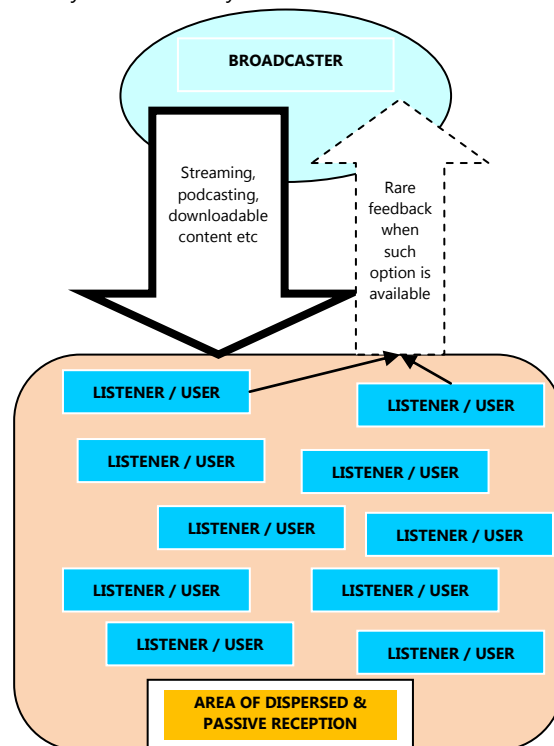 BROADCASTER
Streaming,
podcasting,
downloadable
content etc
Rare
feedback
when
such
option is
available
LISTENER / USER
LISTENER / USER
LISTENER / USER
LISTENER / USER
LISTENER / USER
LISTENER / USER
LISTENER / USER
LISTENER / USER
LISTENER / USER
LISTENER / USER
AREA OF DISPERSED &
PASSIVE RECEPTION